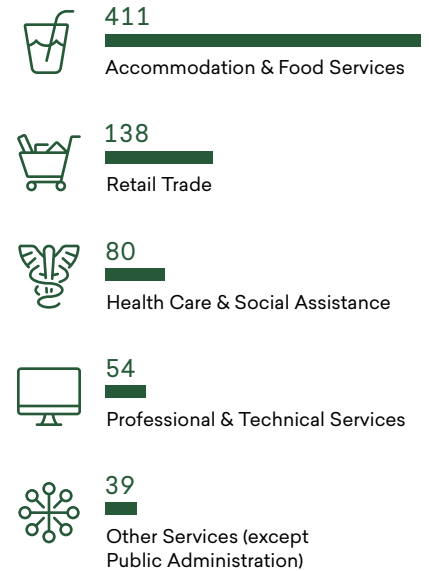 411
Accommodation & Food Services
138
Retail Trade
80
Health Care & Social Assistance
54
Professional & Technical Services
39
Other Services (except
Public Administration)